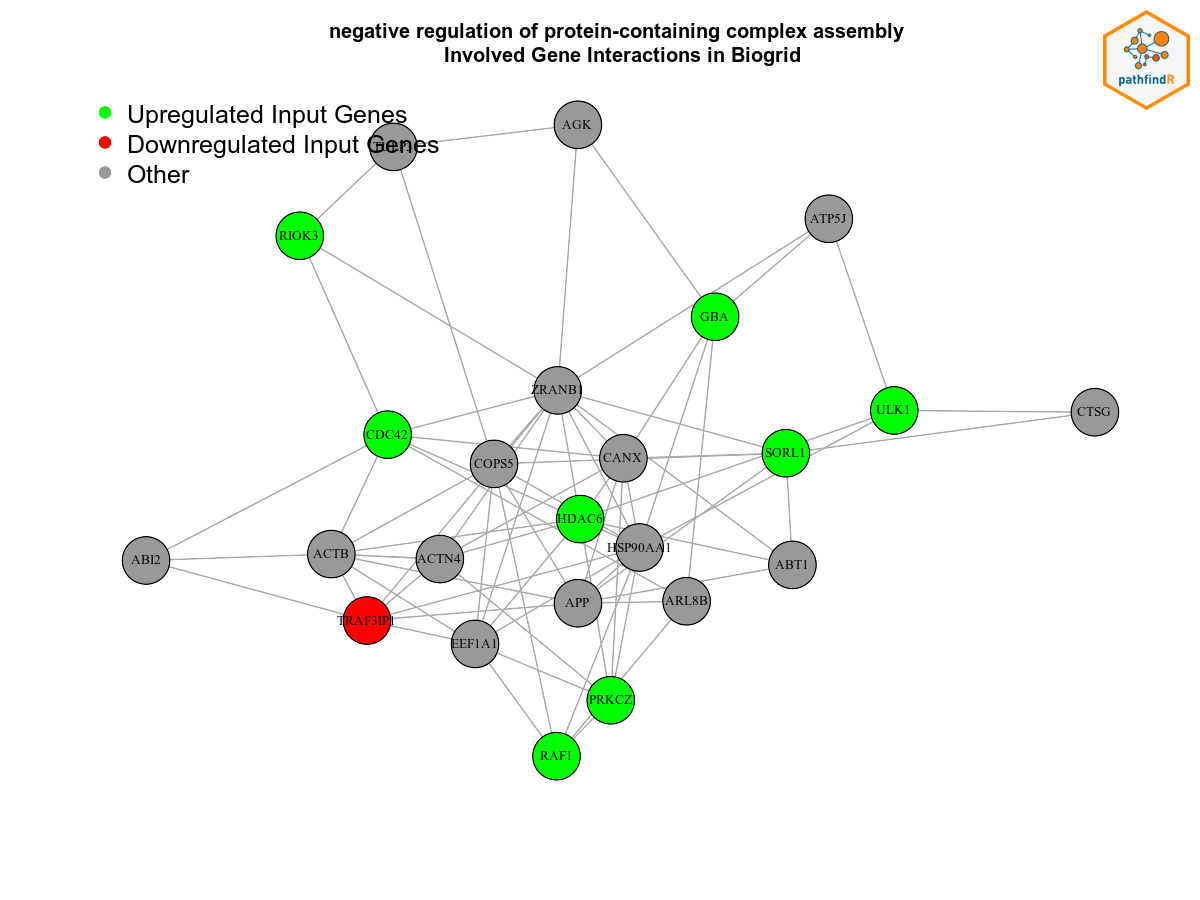 negative regulation of protein-containing complex assembly
Involved Gene Interactions in Biogrid
pathfindR
Upregulated Input Genes
Downregulated Input Genes
Other
AGK
ATP5J
RIOK3
GBA
ZRANB1
ULK1
CTSG
CDC42
SORL1
COPS5
CANX
HDAC6
HSP90AA1
ACTB
ACTN4
ABI2
ABT1
APP
ARL8B
TRAF3IP1
EEF1A1
PRKCZ
RAF1